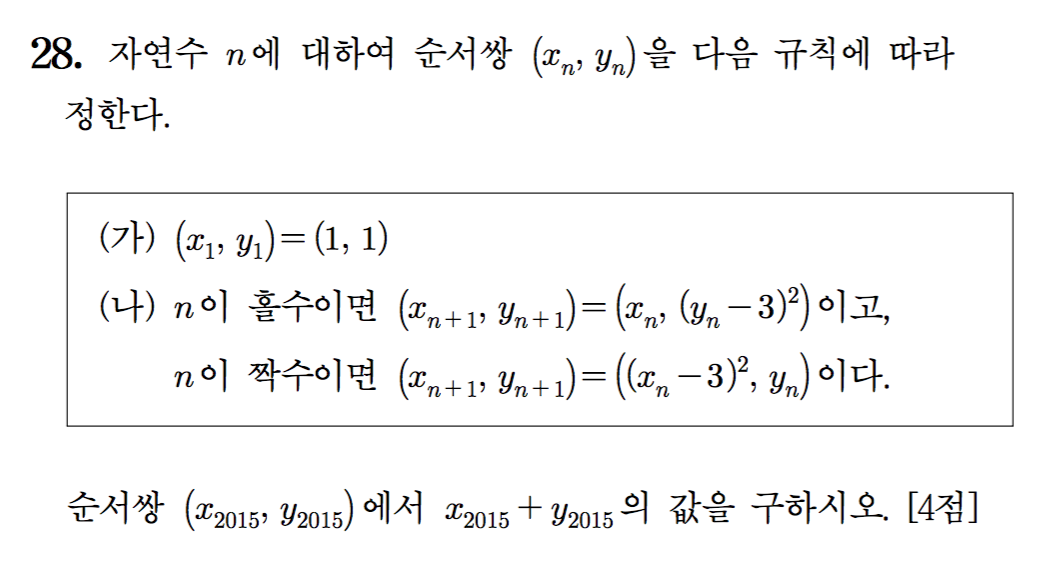 28. 자연수 n에 대하여 순서쌍 (xₙ, yₙ)을 다음 규칙에 따라
정한다.
(가) (x₁, y₁)=(1, 1)
(나) n이 홀수이면 (xₙ₊₁, yₙ₊₁)=(xₙ, (yₙ-3)²)이고,
n이 짝수이면 (xₙ₊₁, yₙ₊₁)=((xₙ-3)², yₙ)이다.
순서쌍 (x₂₀₁₅, y₂₀₁₅)에서 x₂₀₁₅+y₂₀₁₅의 값을 구하시오. [4점]